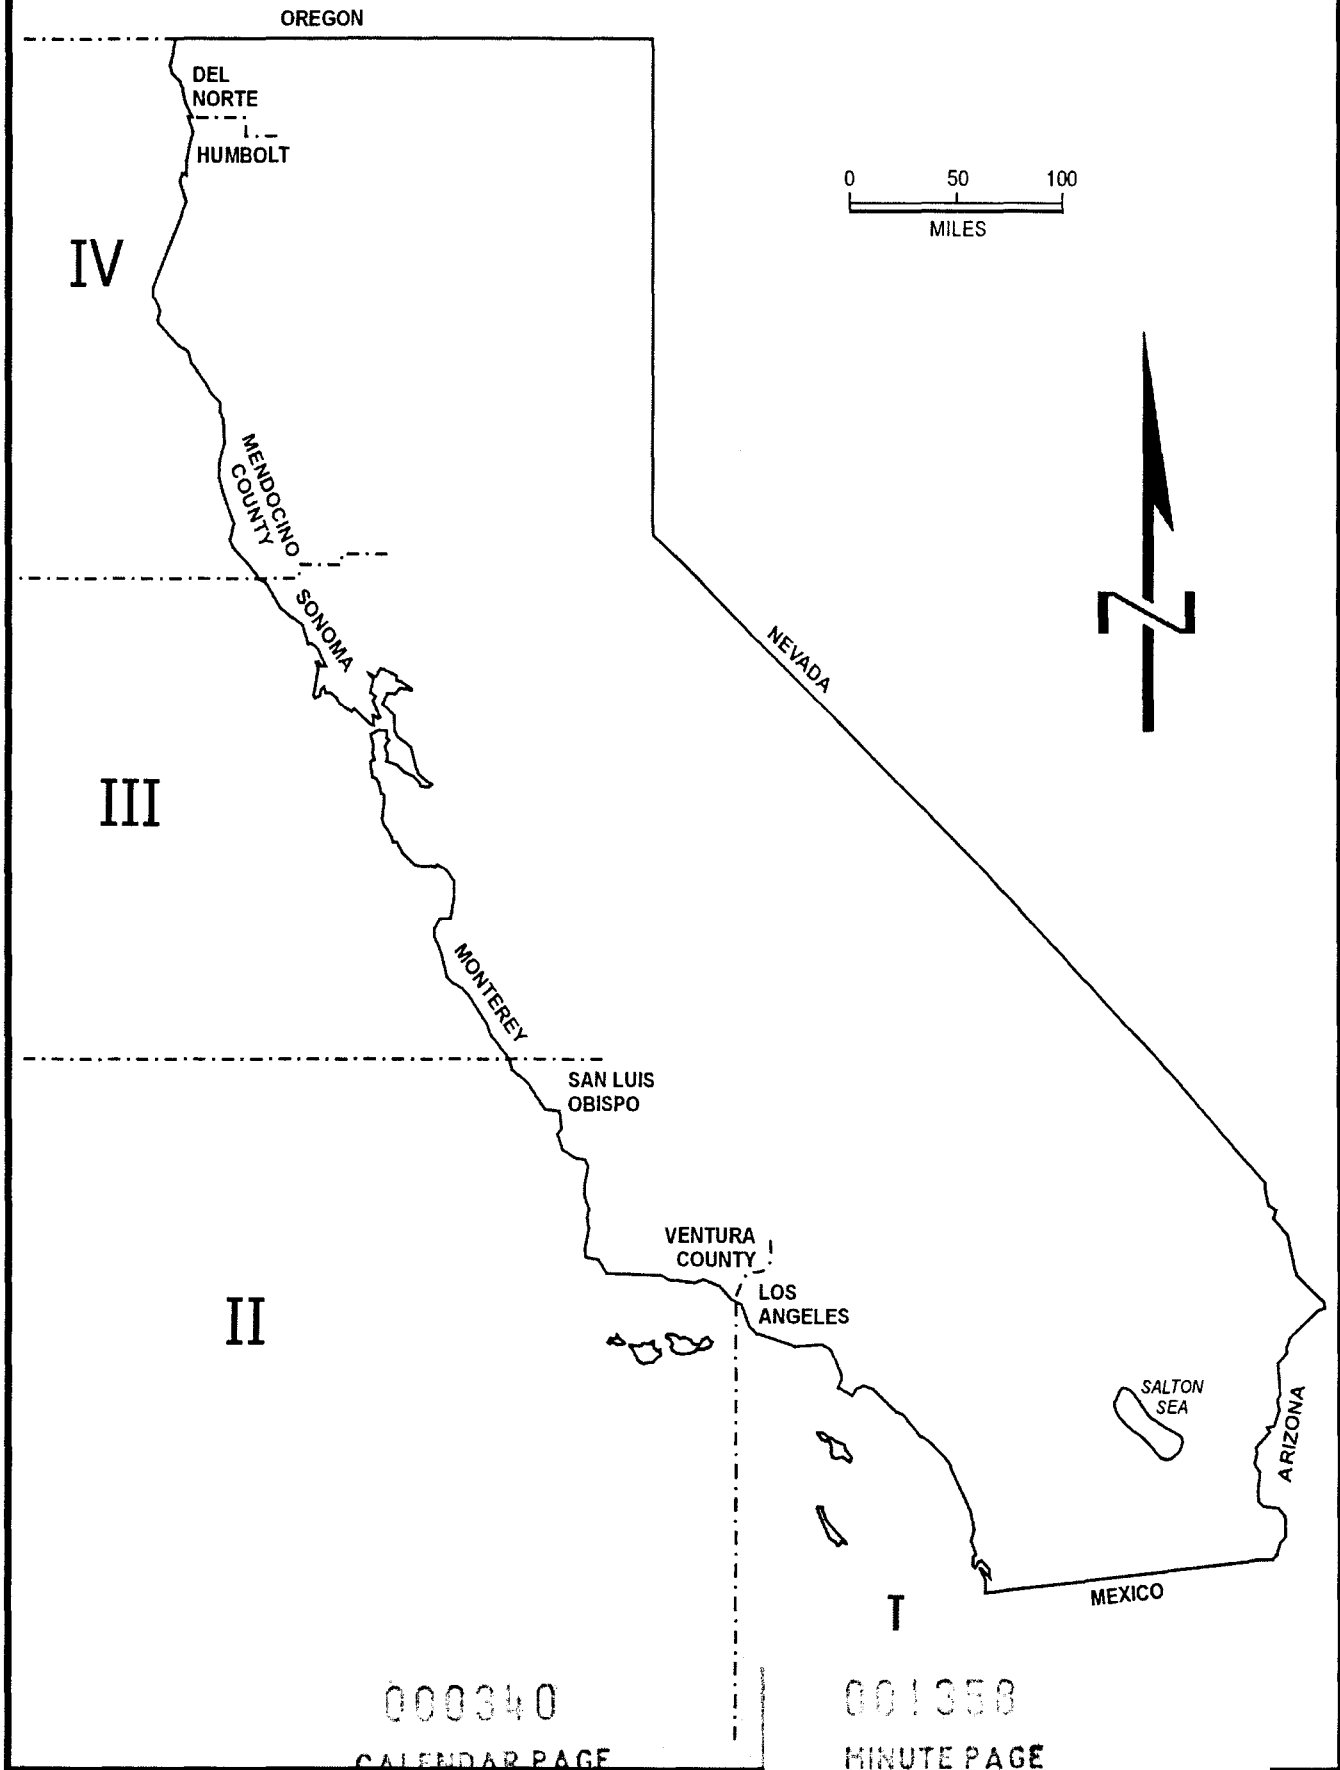 OREGON
DEL
NORTE
HUMBOLT
0 50 100
MILES
IV
MENDOCINO
COUNTY
SONOMA
NEVADA
N
III
MONTEREY
SAN LUIS
OBISPO
VENTURA
COUNTY
LOS
ANGELES
II
SALTON
SEA
ARIZONA
MEXICO
I
000340
CALENDAR PAGE
001358
MINUTE PAGE